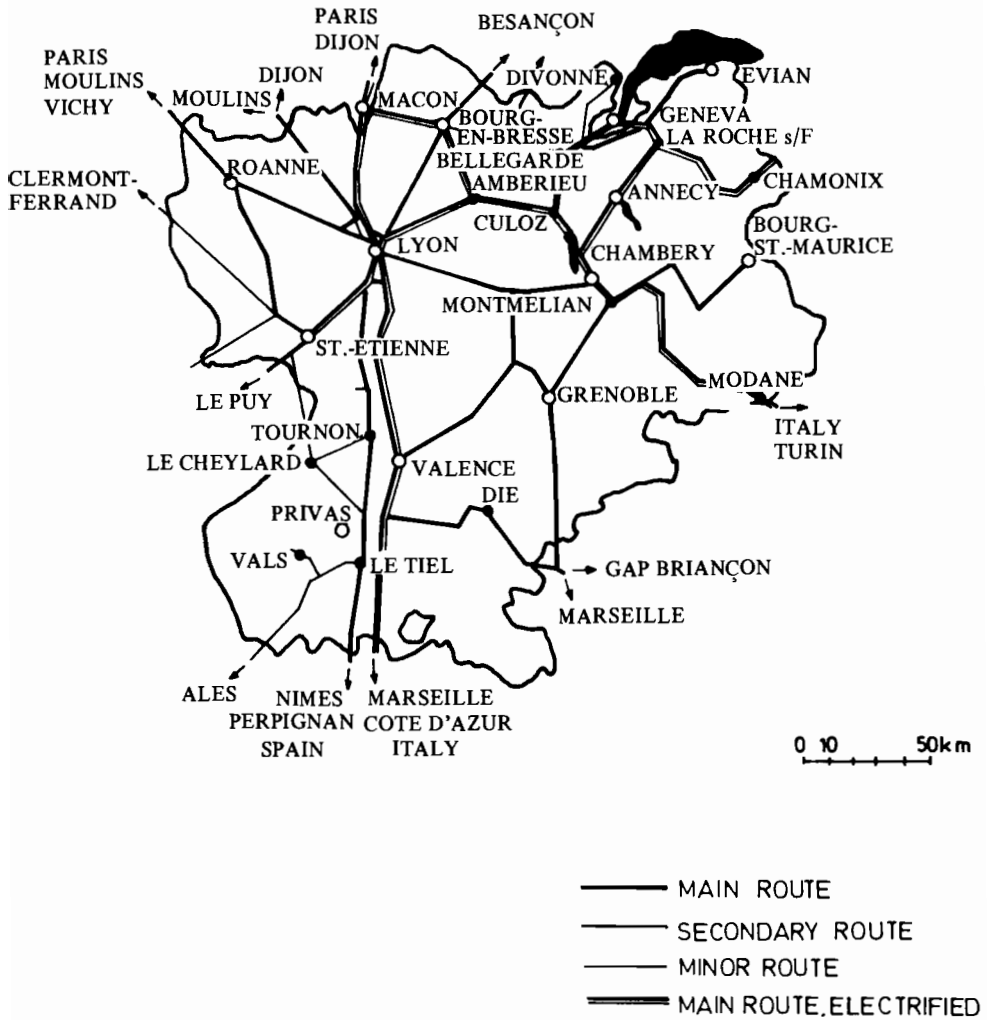 PARIS
DIJON
BESANÇON
PARIS
MOULINS
VICHY
DIJON
MOULINS
MACON
DIVONNE
EVIAN
BOURG-
EN-BRESSE
GENEVA
LA ROCHE s/F
ROANNE
BELLEGARDE
CLERMONT-
FERRAND
AMBERIEU
ANNECY
CHAMONIX
CULOZ
BOURG-
ST.-MAURICE
LYON
CHAMBERY
MONTMELIAN
ST.-ETIENNE
LE PUY
MODANE
GRENOBLE
ITALY
TURIN
TOURNON
LE CHEYLARD
VALENCE
DIE
PRIVAS
VALS
LE TIEL
GAP BRIANÇON
MARSEILLE
ALES
NIMES
PERPIGNAN
SPAIN
MARSEILLE
COTE D'AZUR
ITALY
0 10 50km
MAIN ROUTE
SECONDARY ROUTE
MINOR ROUTE
MAIN ROUTE, ELECTRIFIED